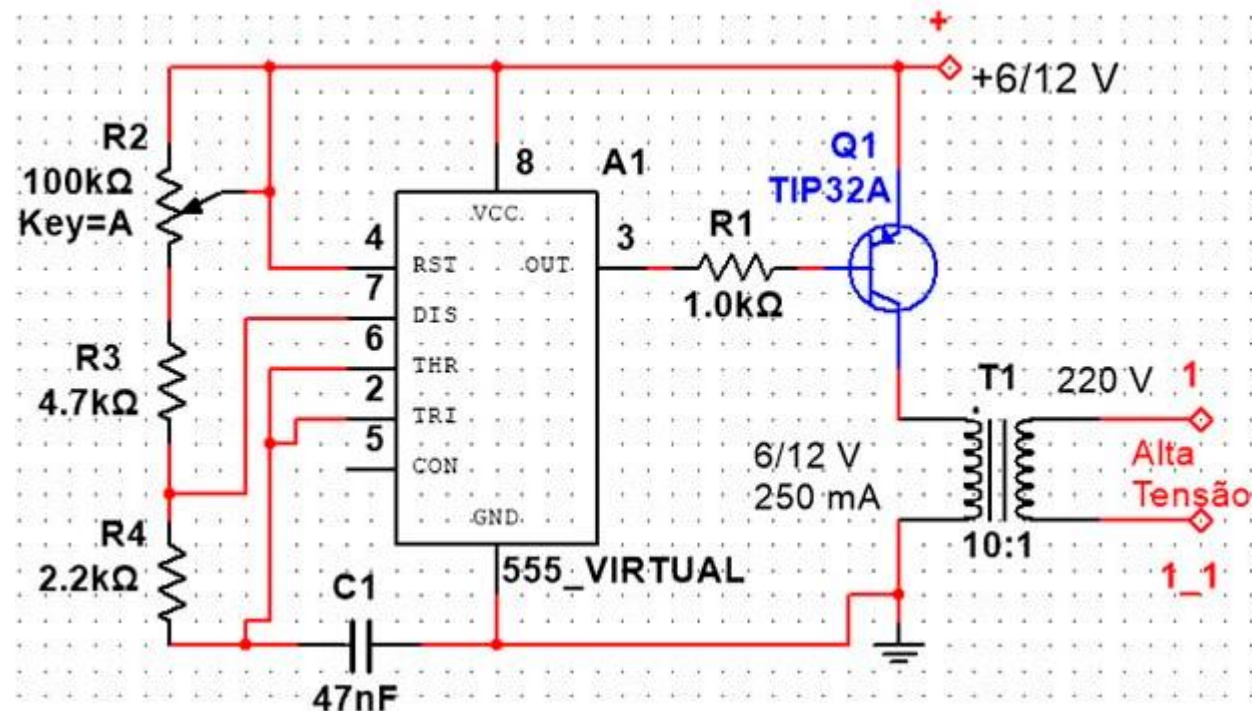 +
+6/12 V
R2
100kΩ
Key=A
8
A1
Q1
TIP32A
VCC
4
RST
OUT
3
R1
1.0kΩ
7
DIS
6
THR
2
TRI
5
CON
GND
R3
4.7kΩ
R4
2.2kΩ
C1
47nF
555_VIRTUAL
T1
220 V
1
6/12 V
250 mA
Alta
Tensão
10:1
1_1